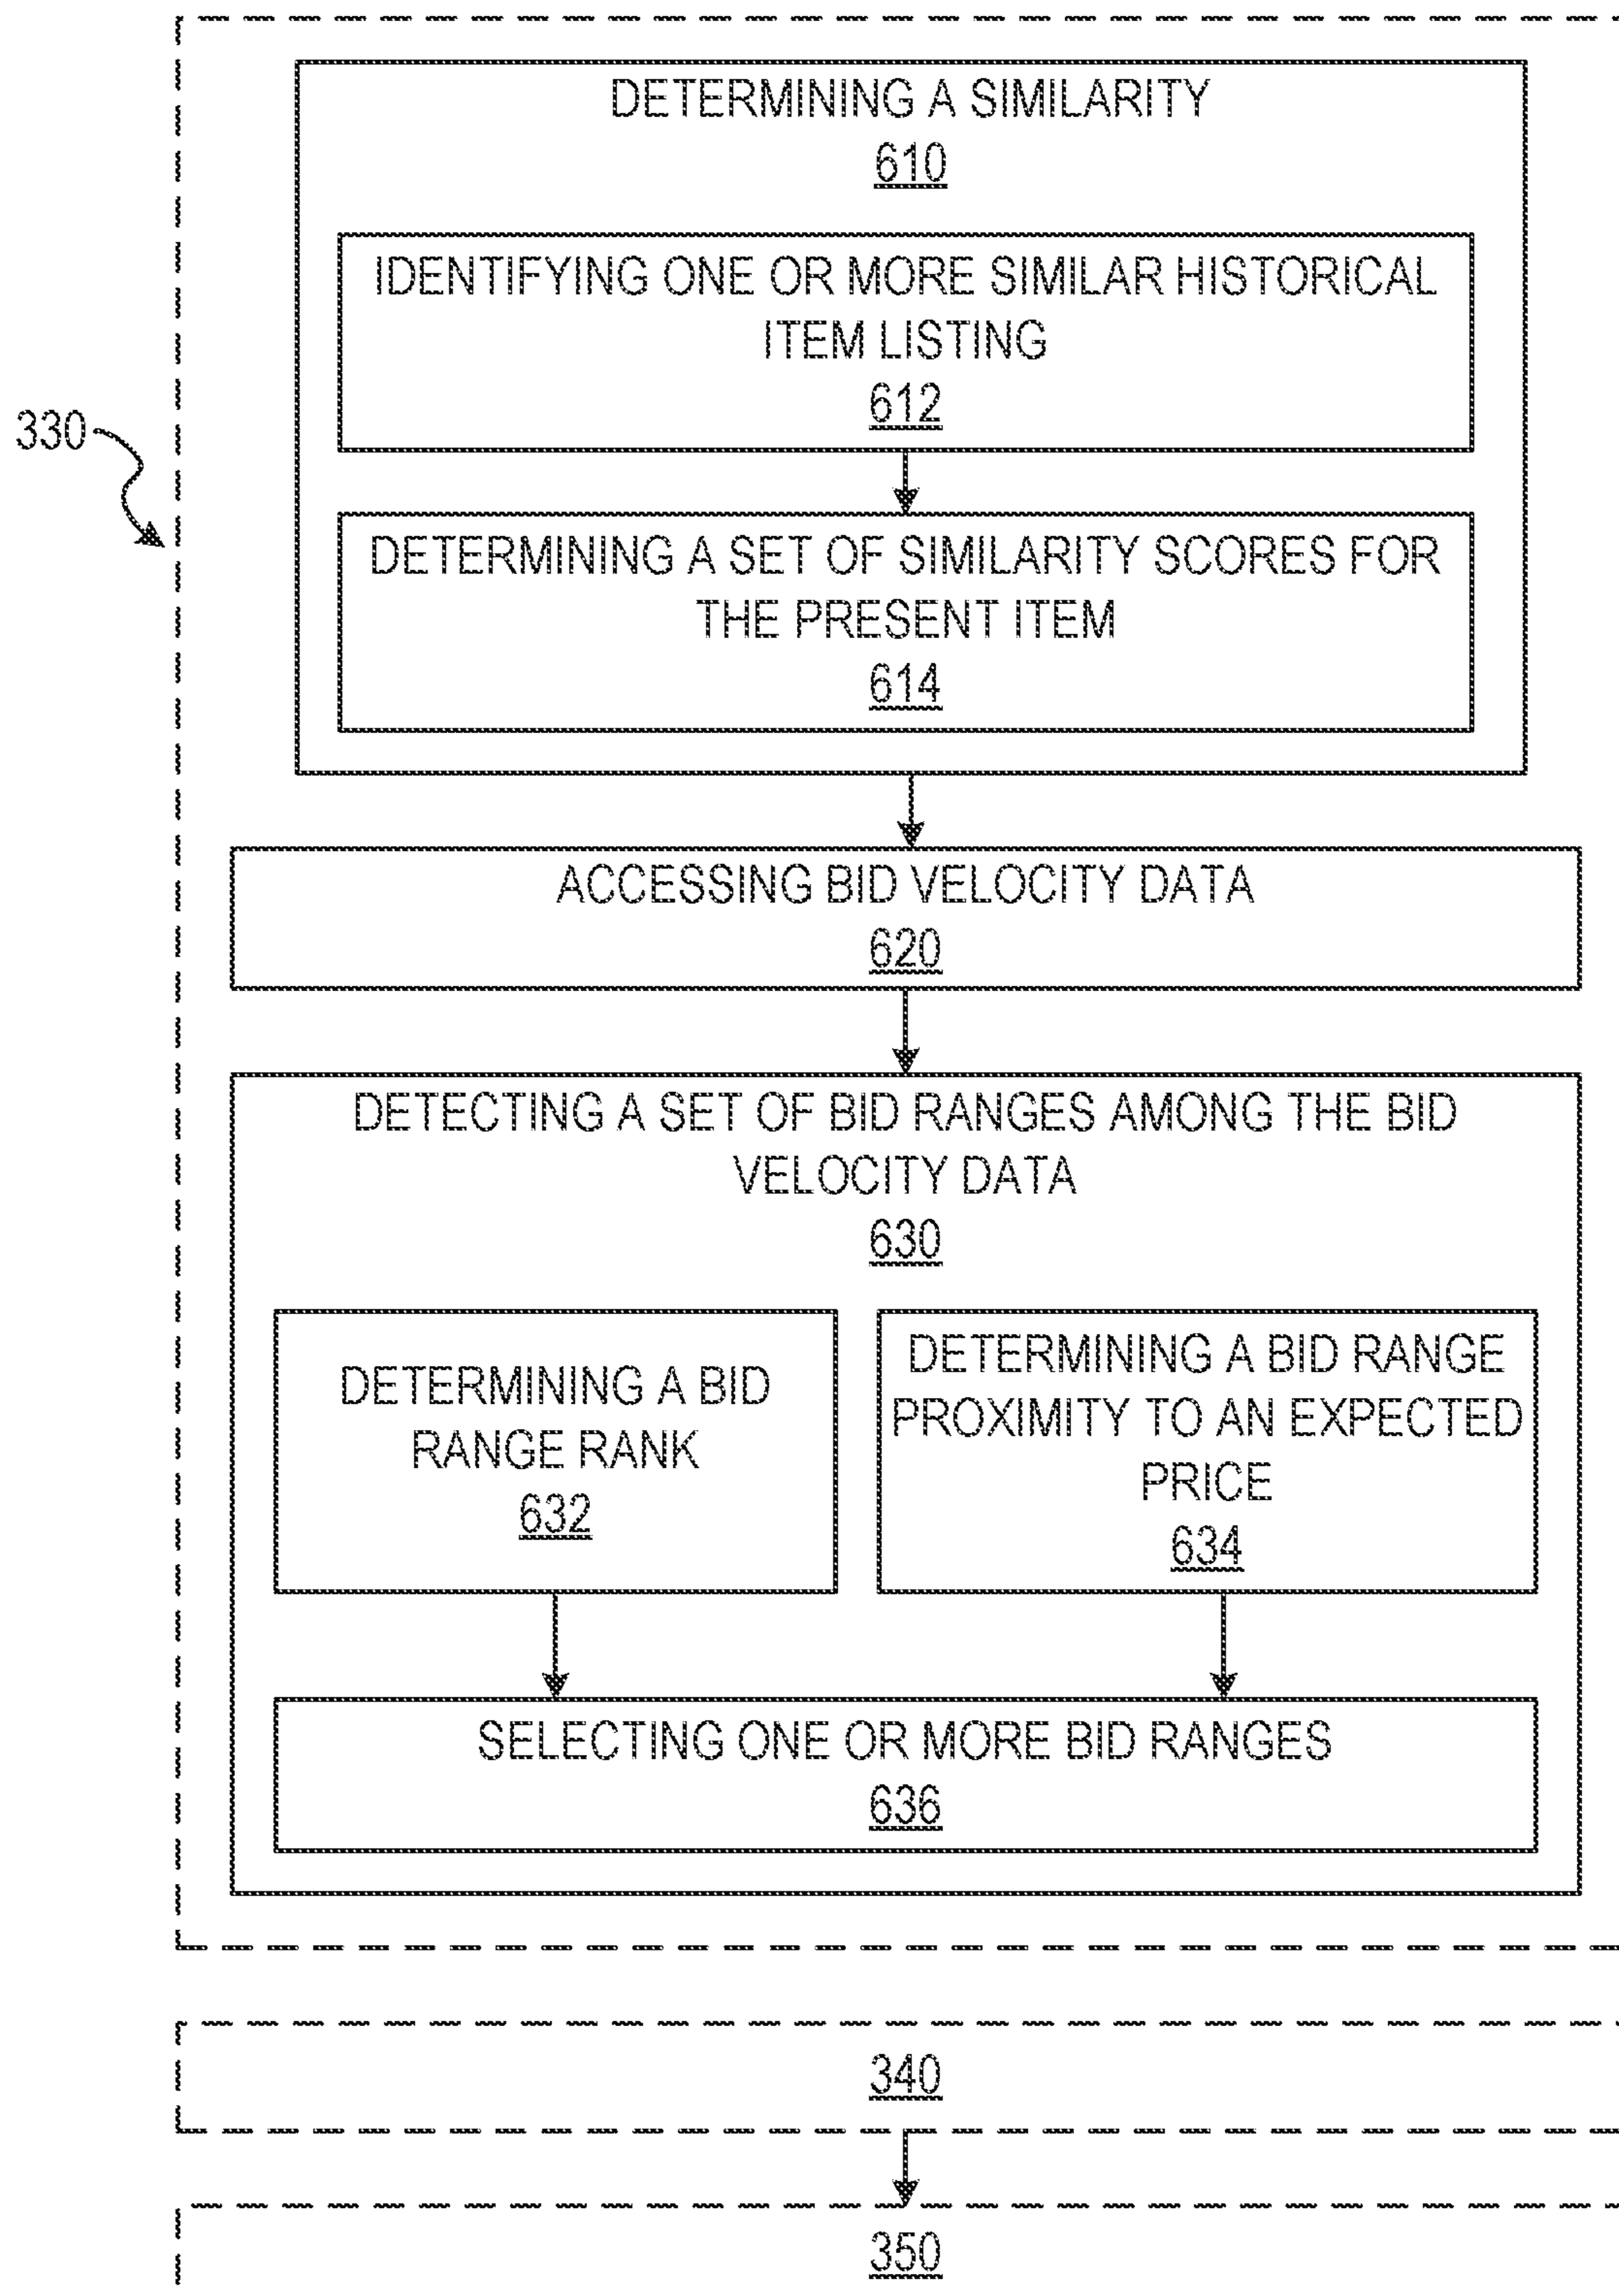 DETERMINING A SIMILARITY
610
IDENTIFYING ONE OR MORE SIMILAR HISTORICAL
ITEM LISTING
612
330
DETERMINING A SET OF SIMILARITY SCORES FOR
THE PRESENT ITEM
614
ACCESSING BID VELOCITY DATA
620
DETECTING A SET OF BID RANGES AMONG THE BID
VELOCITY DATA
630
DETERMINING A BID
RANGE RANK
632
DETERMINING A BID RANGE
PROXIMITY TO AN EXPECTED
PRICE
634
SELECTING ONE OR MORE BID RANGES
636
340
350